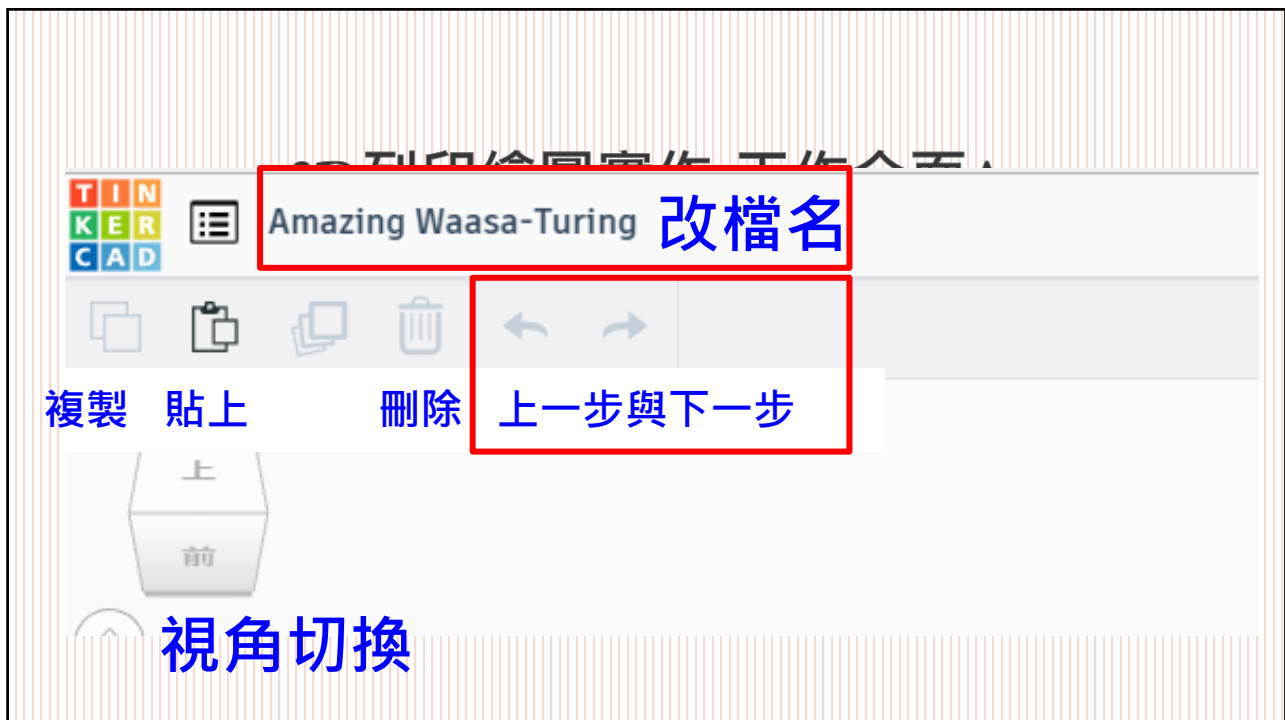 TIN
KER
CAD
Amazing Waasa-Turing 改檔名
複製 貼上 刪除 上一步與下一步
上
前
視角切換